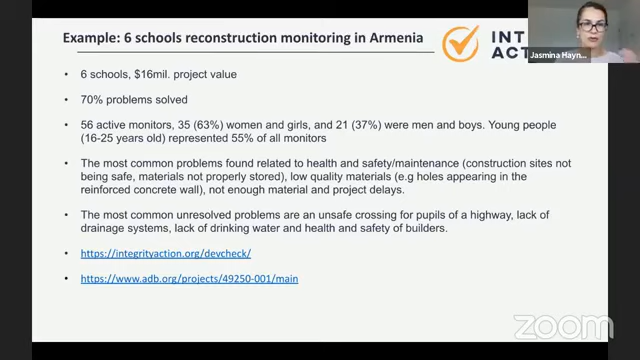 Example: 6 schools reconstruction monitoring in Armenia
INT
ACT
Jasmina Hayn...
• 6 schools, $16mil. project value
• 70% problems solved
• 56 active monitors, 35 (63%) women and girls, and 21 (37%) were men and boys. Young people
(16-25 years old) represented 55% of all monitors
• The most common problems found related to health and safety/maintenance (construction sites not
being safe, materials not properly stored), low quality materials (e.g holes appearing in the
reinforced concrete wall), not enough material and project delays.
• The most common unresolved problems are an unsafe crossing for pupils of a highway, lack of
drainage systems, lack of drinking water and health and safety of builders.
• https://integrityaction.org/devcheck/
• https://www.adb.org/projects/49250-001/main
zoom